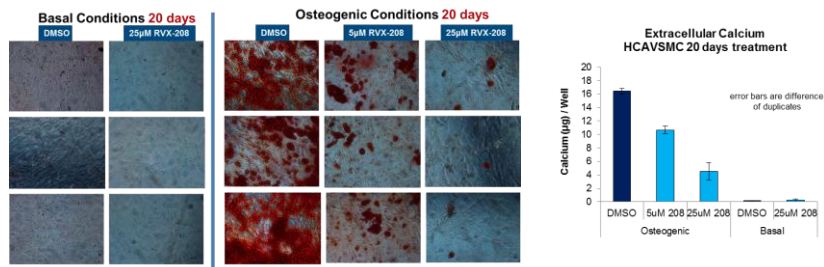 Basal Conditions 20 days
DMSO
25µM RVX-208
Osteogenic Conditions 20 days
DMSO
5µM RVX-208
25µM RVX-208
Extracellular Calcium
HCAVSMC 20 days treatment
error bars are difference
of duplicates
Calcium (µg) / Well
20
18
16
14
12
10
8
6
4
2
0
DMSO 5uM 208 25uM 208 DMSO 25uM 208
Osteogenic Basal